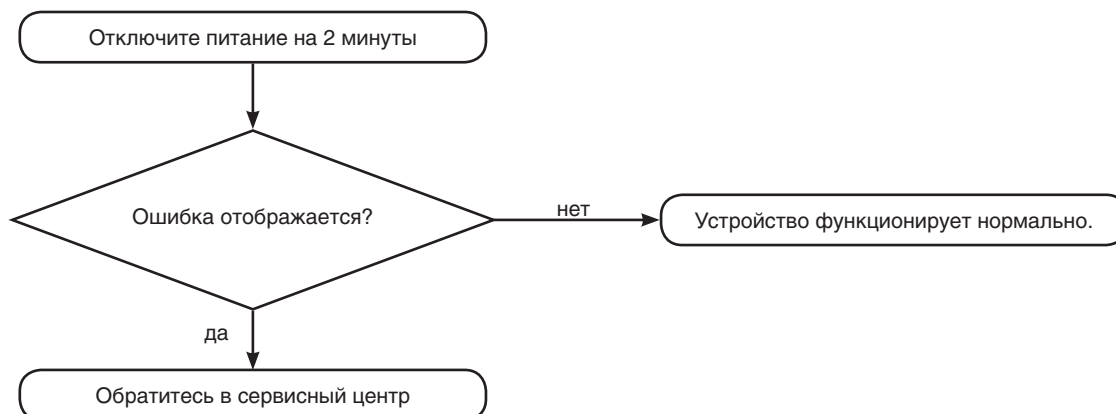 Отключите питание на 2 минуты
Ошибка отображается?
нет
Устройство функционирует нормально.
да
Обратитесь в сервисный центр